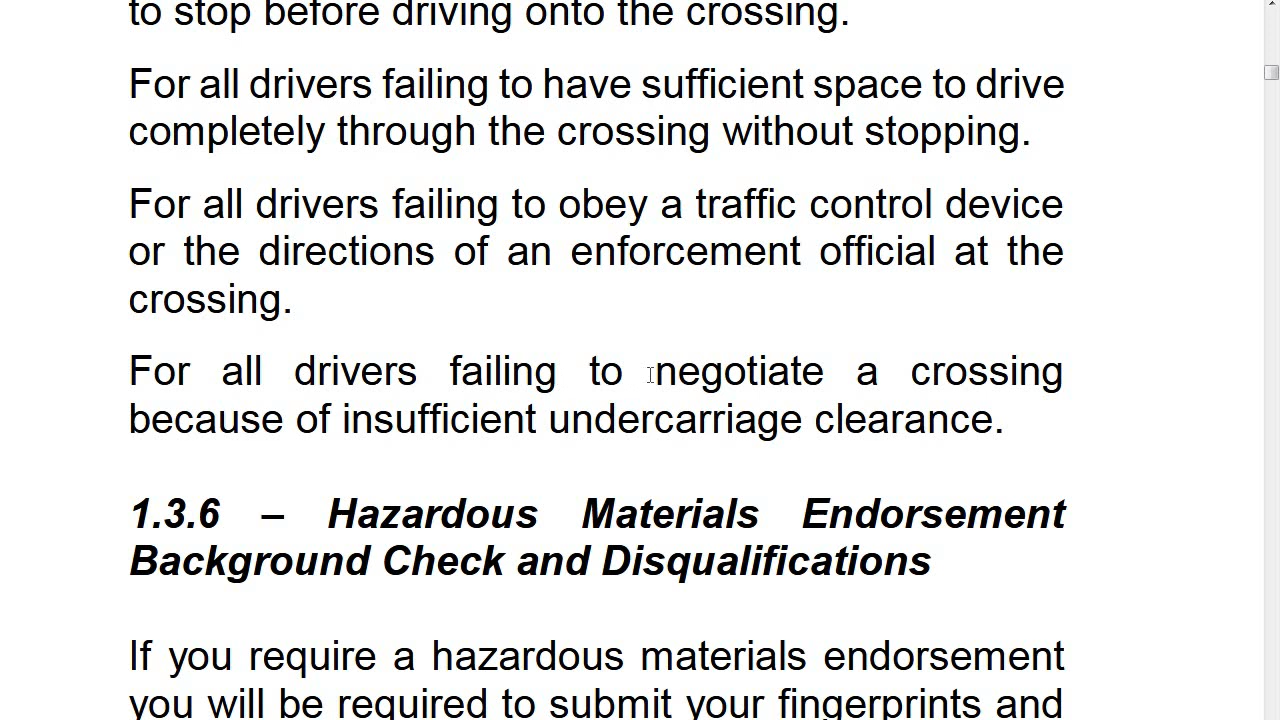 to stop before driving onto the crossing.
For all drivers failing to have sufficient space to drive
completely through the crossing without stopping.
For all drivers failing to obey a traffic control device
or the directions of an enforcement official at the
crossing.
For all drivers failing to negotiate a crossing
because of insufficient undercarriage clearance.
1.3.6 – Hazardous Materials Endorsement
Background Check and Disqualifications
If you require a hazardous materials endorsement
you will be required to submit your fingerprints and